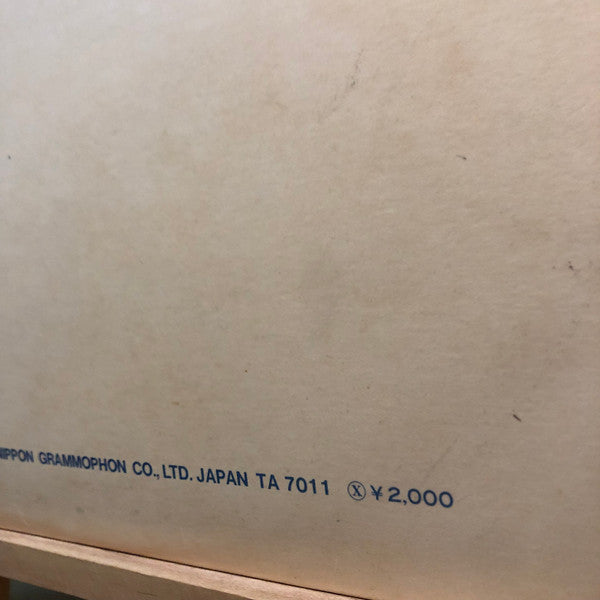 NIPPON GRAMMOPHON CO., LTD. JAPAN TA 7011 Ⓧ ¥2,000